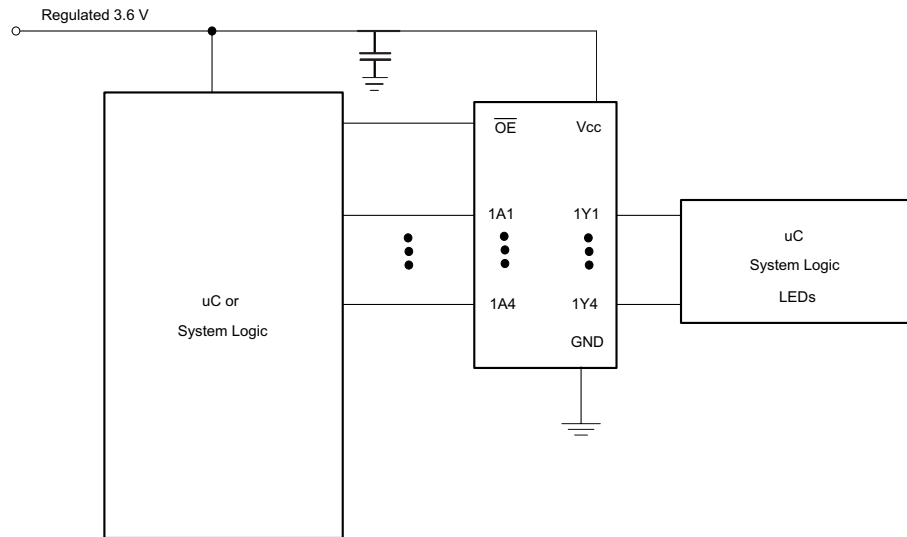 Regulated 3.6 V
OE
Vcc
1A1
1Y1
uC
System Logic
LEDs
uC or
System Logic
1A4
1Y4
GND